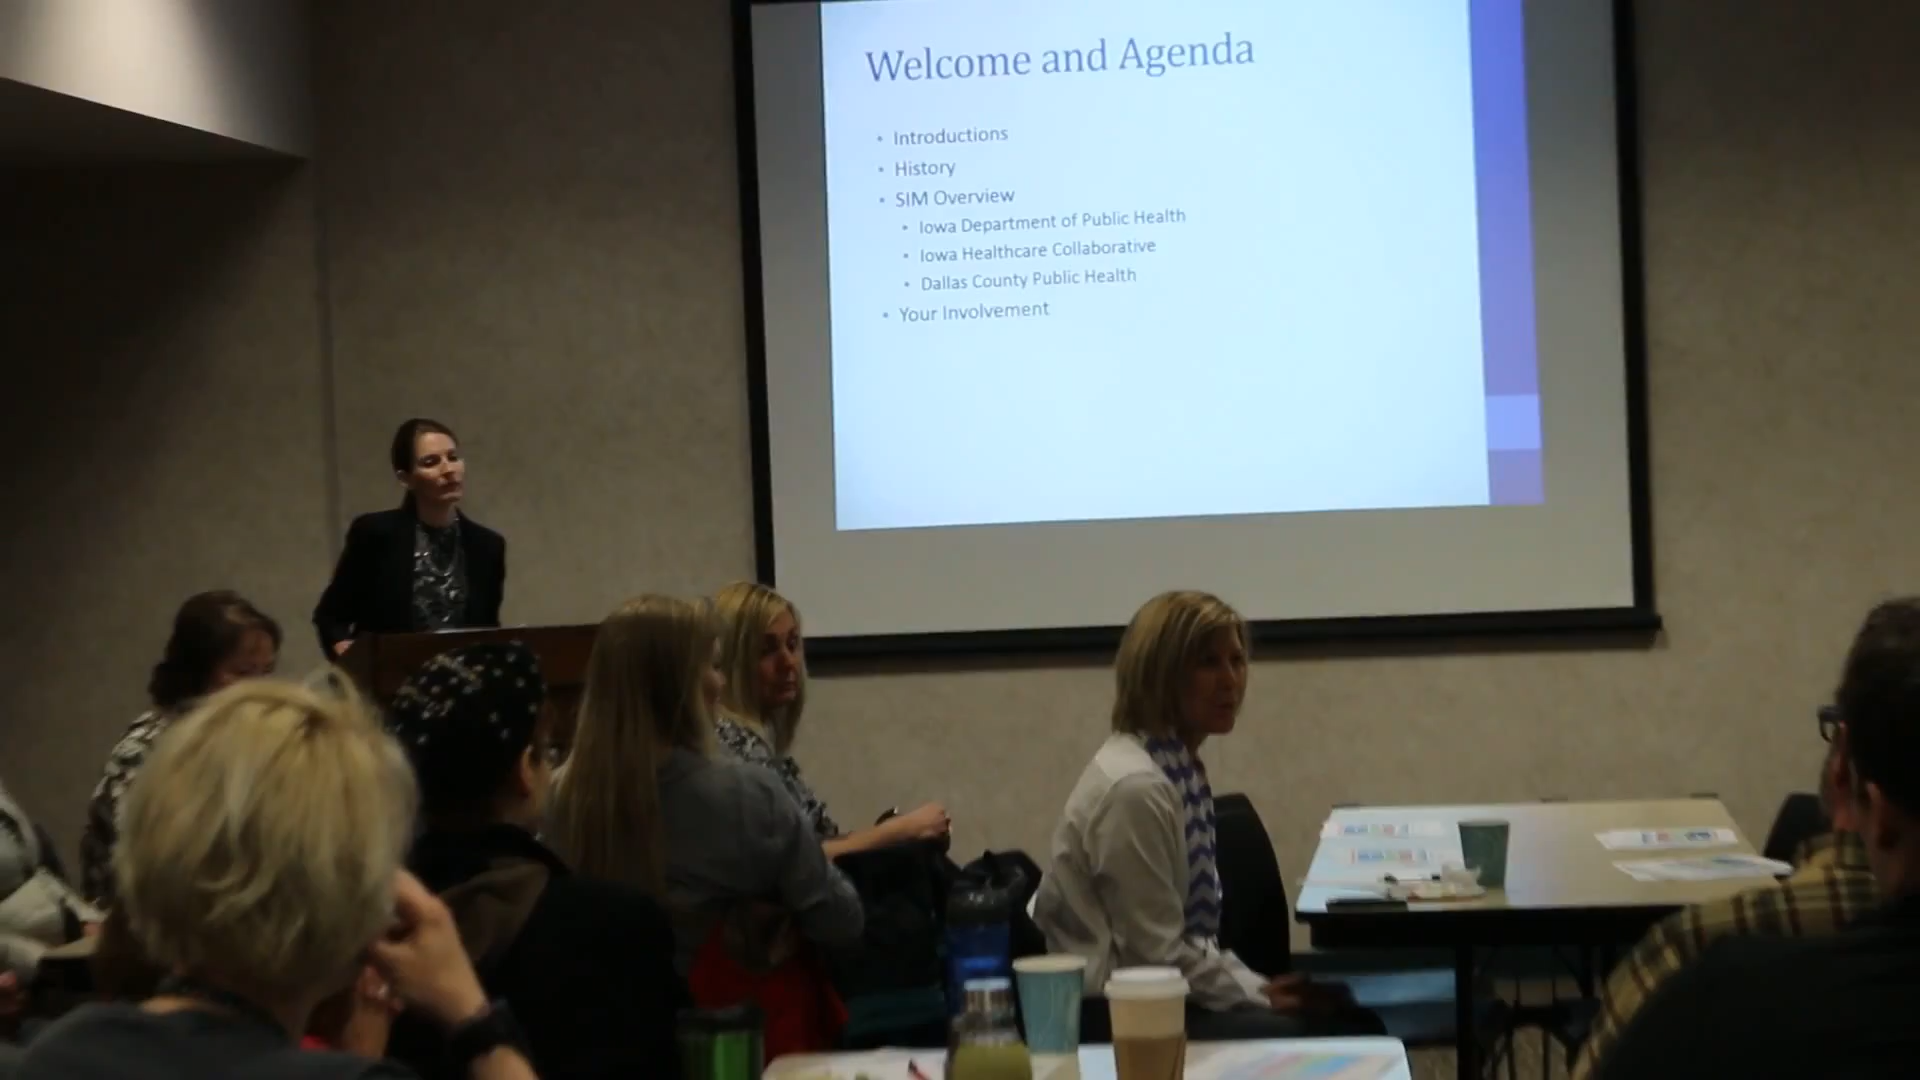 Welcome and Agenda
• Introductions
• History
• SIM Overview
• Iowa Department of Public Health
• Iowa Healthcare Collaborative
• Dallas County Public Health
• Your Involvement